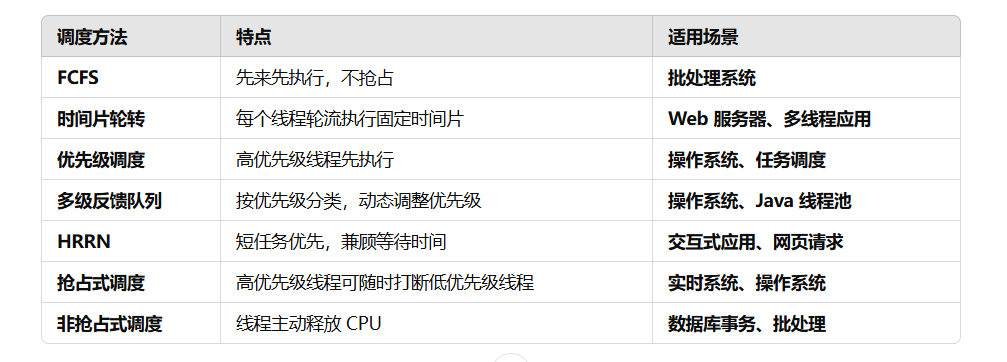 调度方法 特点 适用场景
FCFS 先来先执行，不抢占 批处理系统
时间片轮转 每个线程轮流执行固定时间片 Web 服务器、多线程应用
优先级调度 高优先级线程先执行 操作系统、任务调度
多级反馈队列 按优先级分类，动态调整优先级 操作系统、Java 线程池
HRRN 短任务优先，兼顾等待时间 交互式应用、网页请求
抢占式调度 高优先级线程可随时打断低优先级线程 实时系统、操作系统
非抢占式调度 线程主动释放 CPU 数据库事务、批处理